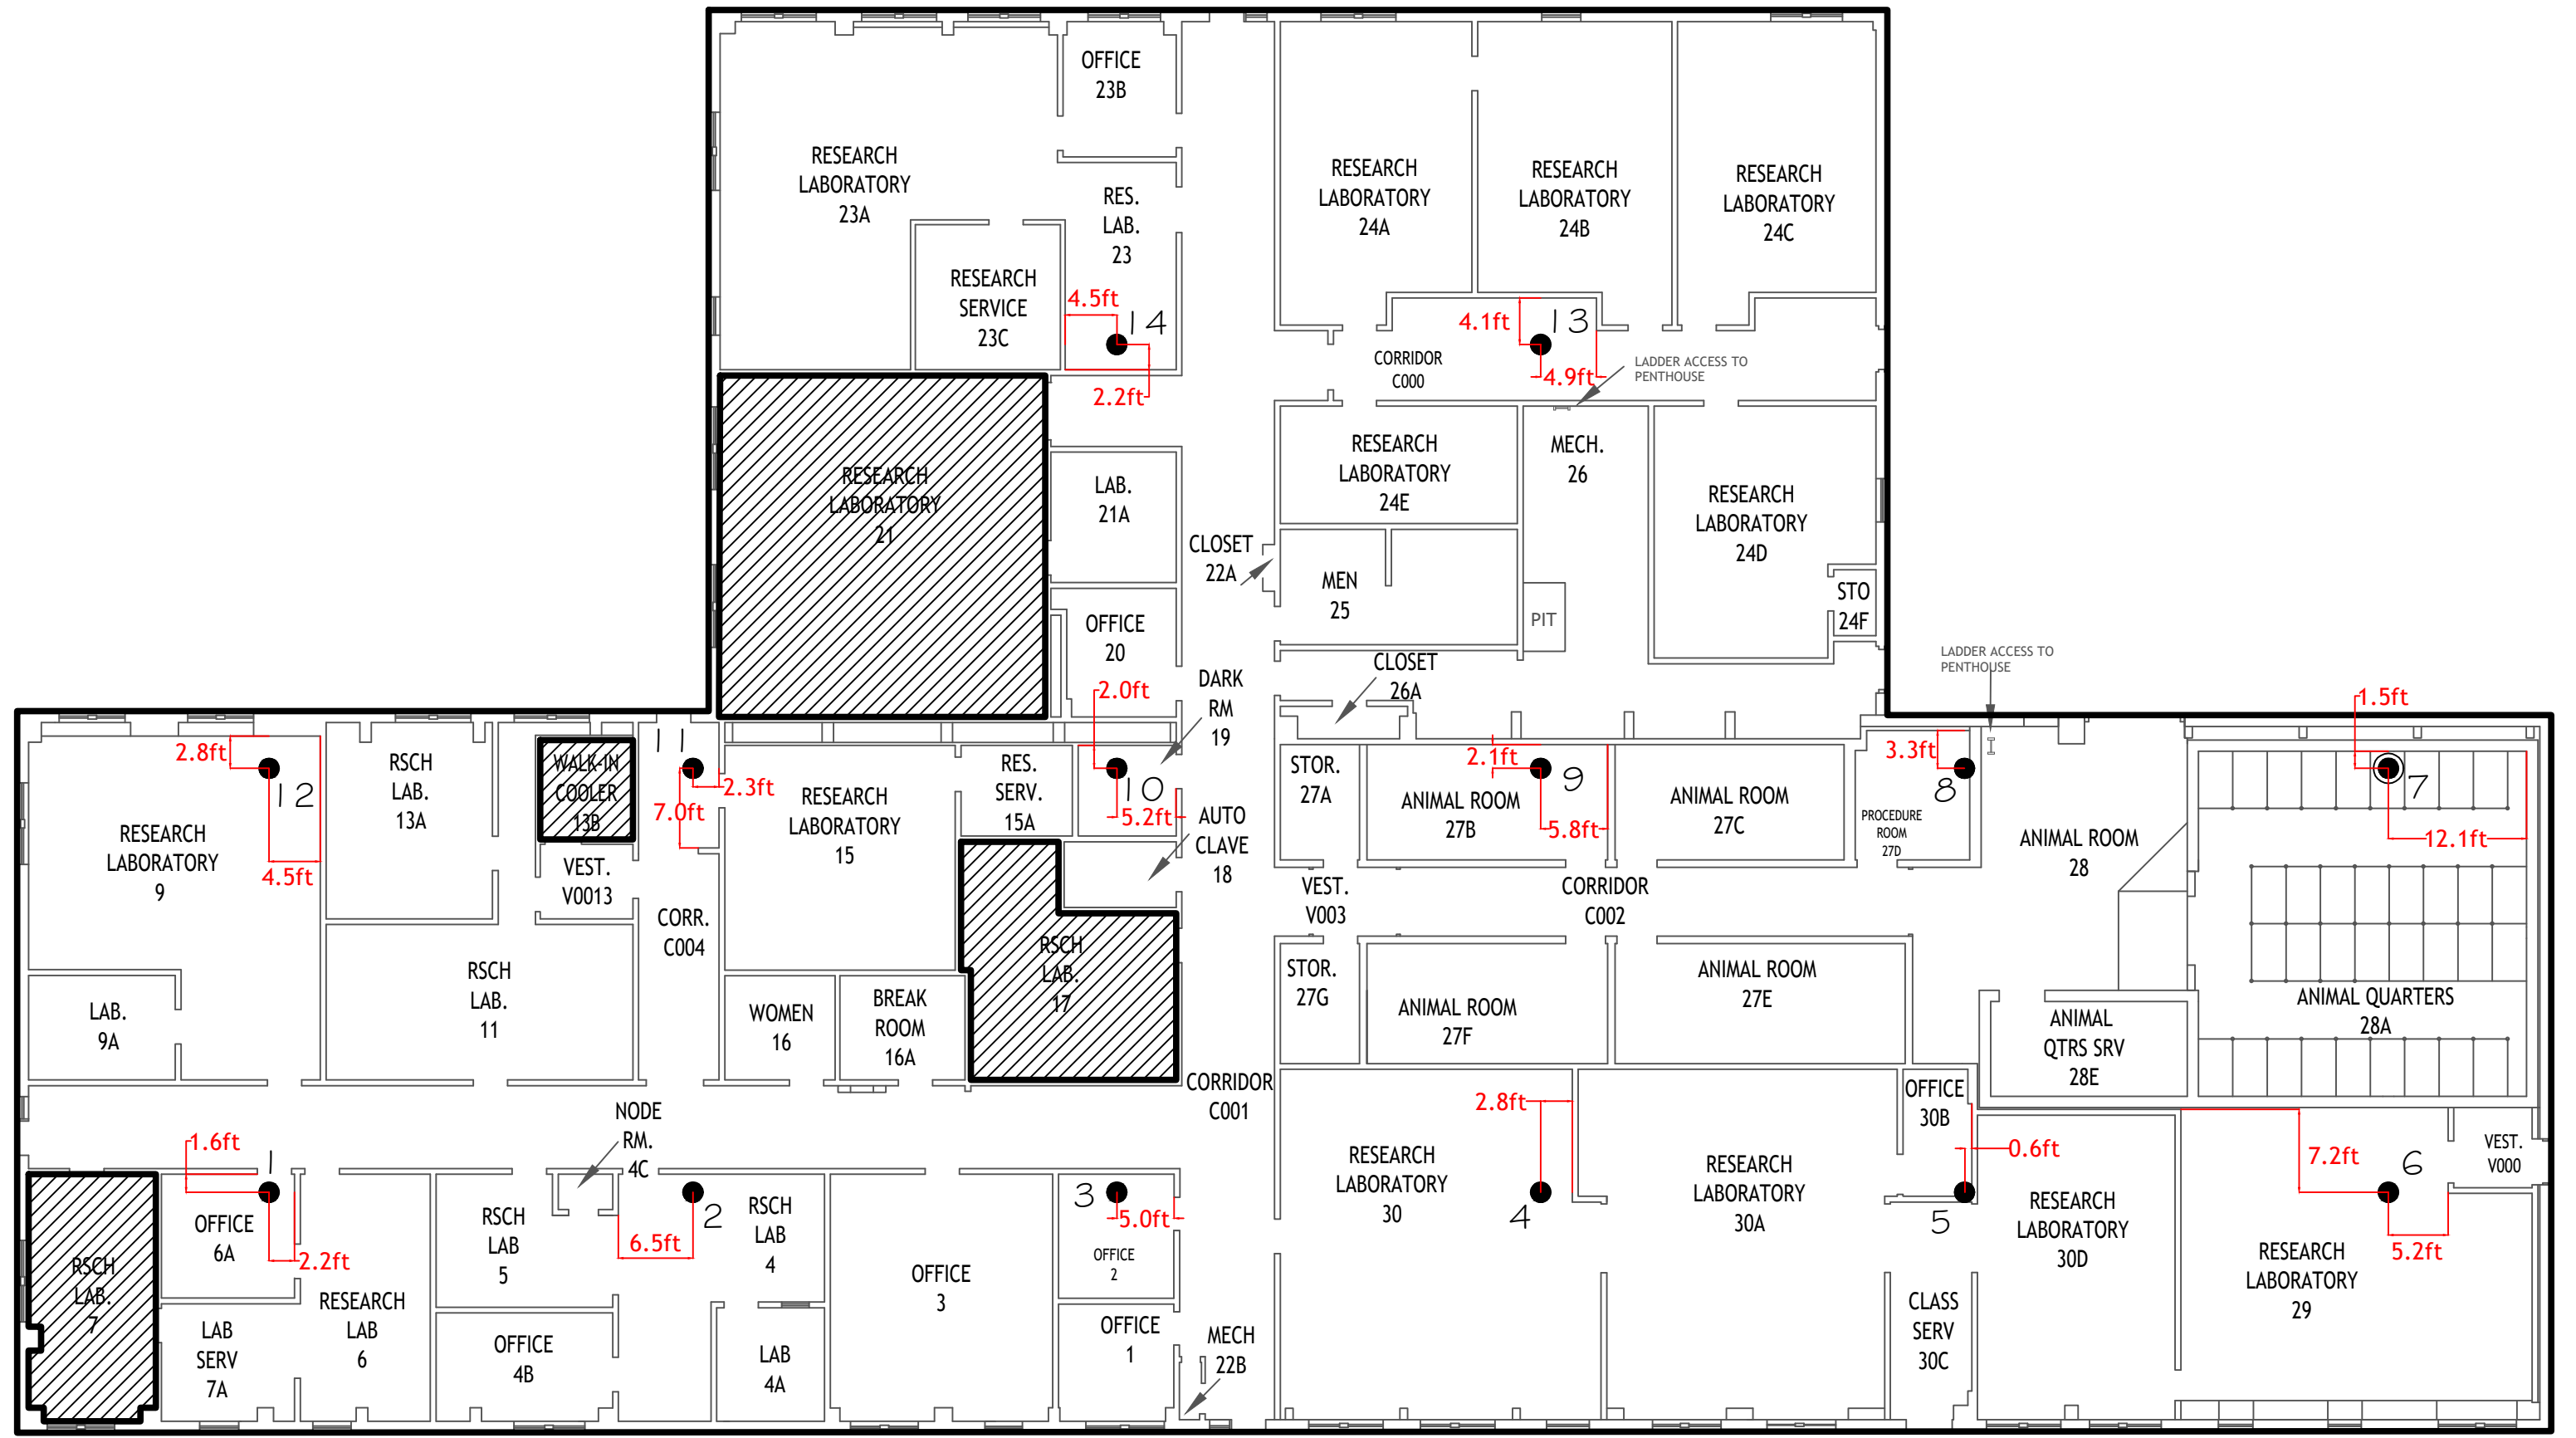 OFFICE
23B
RESEARCH
LABORATORY
23A
RES.
LAB.
23
RESEARCH
SERVICE
23C
4.5ft
14
2.2ft
RESEARCH
LABORATORY
24A
RESEARCH
LABORATORY
24B
RESEARCH
LABORATORY
24C
4.1ft
13
4.9ft
CORRIDOR
C000
LADDER ACCESS TO
PENTHOUSE
RESEARCH
LABORATORY
21
LAB.
21A
RESEARCH
LABORATORY
24E
MECH.
26
RESEARCH
LABORATORY
24D
CLOSET
22A
MEN
25
PIT
STO
24F
OFFICE
20
CLOSET
26A
DARK
RM
19
2.0ft
LADDER ACCESS TO
PENTHOUSE
2.8ft
12
4.5ft
RESEARCH
LABORATORY
9
RSCH
LAB.
13A
WALK-IN
COOLER
13B
11
2.3ft
7.0ft
RESEARCH
LABORATORY
15
RES.
SERV.
15A
10
5.2ft
AUTO
CLAVE
18
STOR.
27A
2.1ft
9
5.8ft
ANIMAL ROOM
27B
ANIMAL ROOM
27C
3.3ft
8
PROCEDURE
ROOM
27D
ANIMAL ROOM
28
1.5ft
7
12.1ft
VEST.
V0013
CORR.
C004
VEST.
V003
CORRIDOR
C002
LAB.
9A
RSCH
LAB.
11
WOMEN
16
BREAK
ROOM
16A
RSCH
LAB.
17
STOR.
27G
ANIMAL ROOM
27F
ANIMAL ROOM
27E
ANIMAL
QTRS SRV
28E
ANIMAL QUARTERS
28A
CORRIDOR
C001
NODE
RM.
4C
1.6ft
1
2.2ft
OFFICE
6A
RSCH
LAB.
7
LAB
SERV
7A
RESEARCH
LAB
6
RSCH
LAB
5
OFFICE
4B
2
6.5ft
RSCH
LAB
4
LAB
4A
OFFICE
3
3
5.0ft
OFFICE
2
OFFICE
1
MECH
22B
2.8ft
RESEARCH
LABORATORY
30
4
RESEARCH
LABORATORY
30A
OFFICE
30B
0.6ft
5
CLASS
SERV
30C
RESEARCH
LABORATORY
30D
7.2ft
6
5.2ft
RESEARCH
LABORATORY
29
VEST.
V000